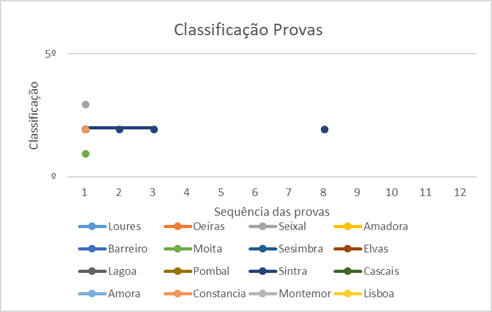 Classificação Provas
5º
º
Classificação
1 2 3 4 5 6 7 8 9 10 11 12
Sequência das provas
Loures Oeiras Seixal Amadora
Barreiro Moita Sesimbra Elvas
Lagoa Pombal Sintra Cascais
Amora Constancia Montemor Lisboa